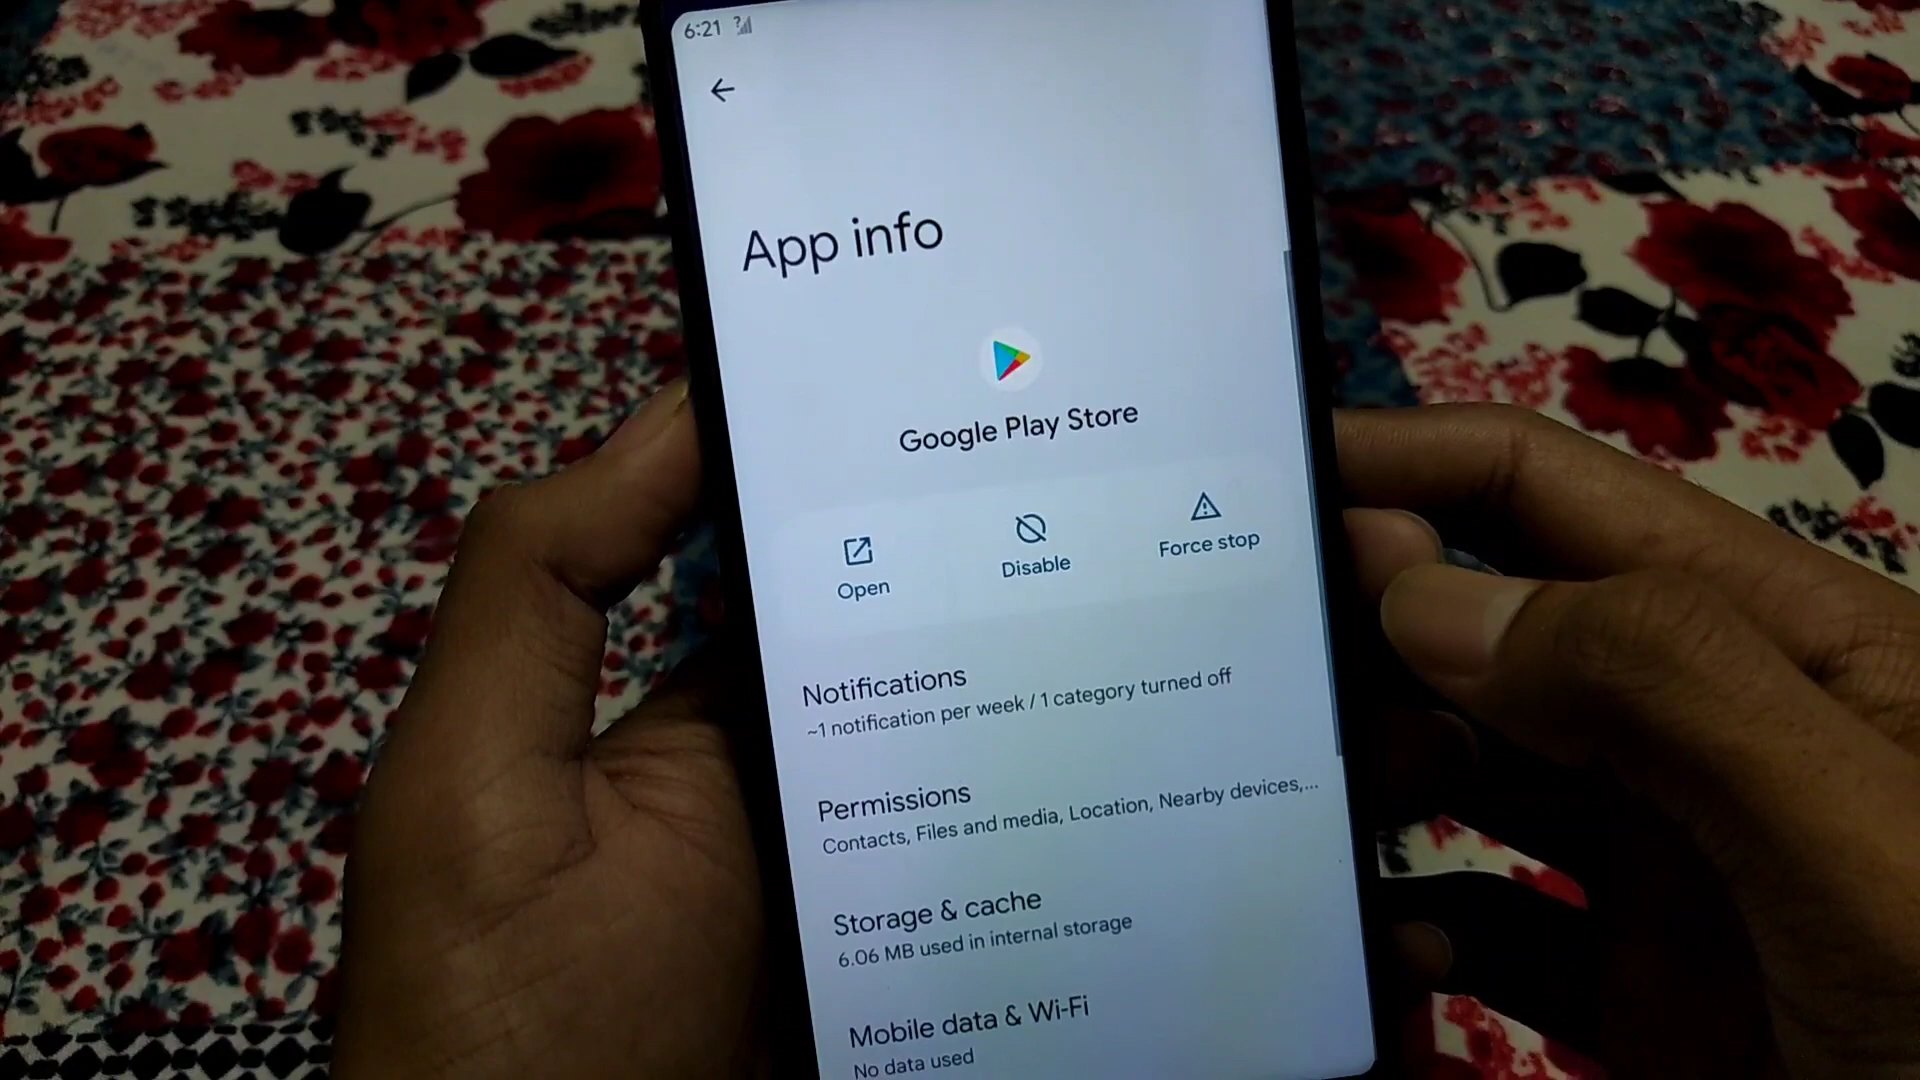 6:21
App info
Google Play Store
Open
Disable
Force stop
Notifications
~1 notification per week / 1 category turned off
Permissions
Contacts, Files and media, Location, Nearby devices,...
Storage & cache
6.06 MB used in internal storage
Mobile data & Wi-Fi
No data used